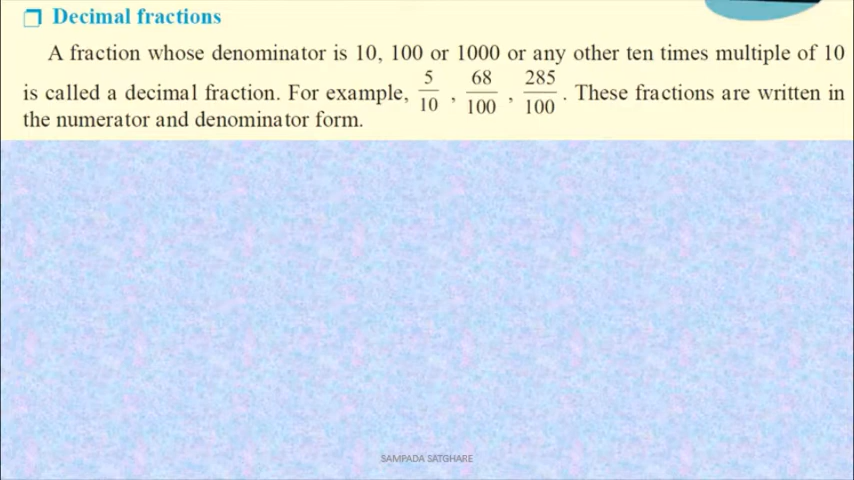 ❒ Decimal fractions
A fraction whose denominator is 10, 100 or 1000 or any other ten times multiple of 10
is called a decimal fraction. For example, 5/10 , 68/100 , 285/100 . These fractions are written in
the numerator and denominator form.
SAMPADA SATGHARE